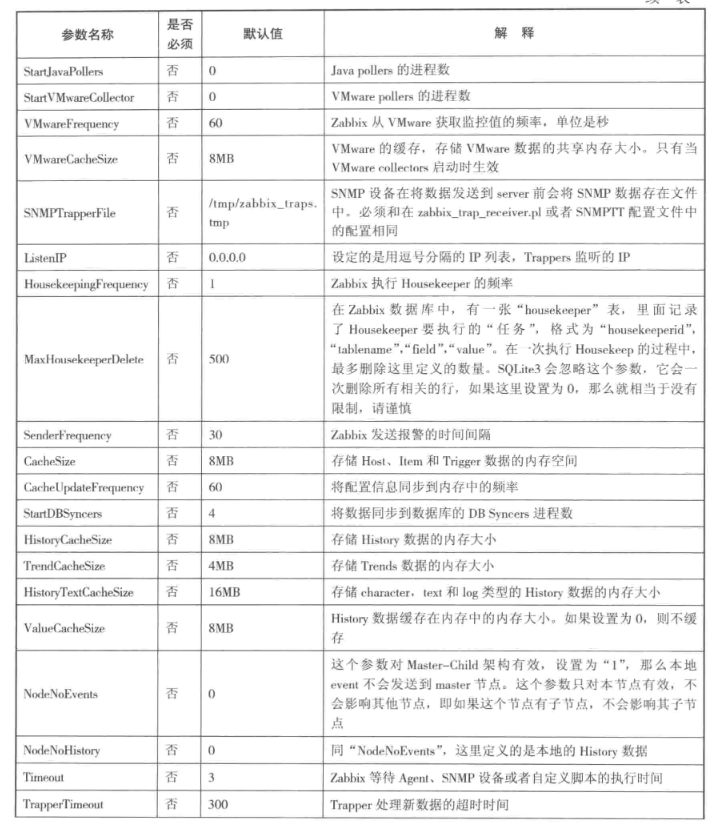 续 表
参数名称 是否必须 默认值 解 释
StartJavaPollers 否 0 Java pollers 的进程数
StartVMwareCollector 否 0 VMware pollers 的进程数
VMwareFrequency 否 60 Zabbix 从 VMware 获取监控值的频率，单位是秒
VMwareCacheSize 否 8MB VMware 的缓存，存储 VMware 数据的共享内存大小。只有当
VMware collectors 启动时生效
SNMPTrapperFile 否 /tmp/zabbix_traps.
tmp
SNMP 设备在将数据发送到 server 前会将 SNMP 数据存在文件
中。必须和在 zabbix_trap_receiver.pl 或者 SNMPTT 配置文件中
的配置相同
ListenIP 否 0.0.0.0 设定的是用逗号分隔的 IP 列表，Trappers 监听的 IP
HousekeepingFrequency 否 1 Zabbix 执行 Housekeeper 的频率
MaxHousekeeperDelete 否 500
在 Zabbix 数据库中，有一张“housekeeper”表，里面记录
了 Housekeeper 要执行的“任务”，格式为“housekeeperid”，
“tablename”,“field”,“value”。在一次执行 Housekeep 的过程中，
最多删除这里定义的数量。SQLite3 会忽略这个参数，它会一
次删除所有相关的行，如果这里设置为 0，那么就相当于没有
限制，请谨慎
SenderFrequency 否 30 Zabbix 发送报警的时间间隔
CacheSize 否 8MB 存储 Host、Item 和 Trigger 数据的内存空间
CacheUpdateFrequency 否 60 将配置信息同步到内存中的频率
StartDBSyncers 否 4 将数据同步到数据库的 DB Syncers 进程数
HistoryCacheSize 否 8MB 存储 History 数据的内存大小
TrendCacheSize 否 4MB 存储 Trends 数据的内存大小
HistoryTextCacheSize 否 16MB 存储 character，text 和 log 类型的 History 数据的内存大小
ValueCacheSize 否 8MB History 数据缓存在内存中的内存大小。如果设置为 0，则不缓
存
NodeNoEvents 否 0
这个参数对 Master–Child 架构有效，设置为“1”，那么本地
event 不会发送到 master 节点。这个参数只对本节点有效，不
会影响其他节点，即如果这个节点有子节点，不会影响其子节
点
NodeNoHistory 否 0 同“NodeNoEvents”，这里定义的是本地的 History 数据
Timeout 否 3 Zabbix 等待 Agent、SNMP 设备或者自定义脚本的执行时间
TrapperTimeout 否 300 Trapper 处理新数据的超时时间